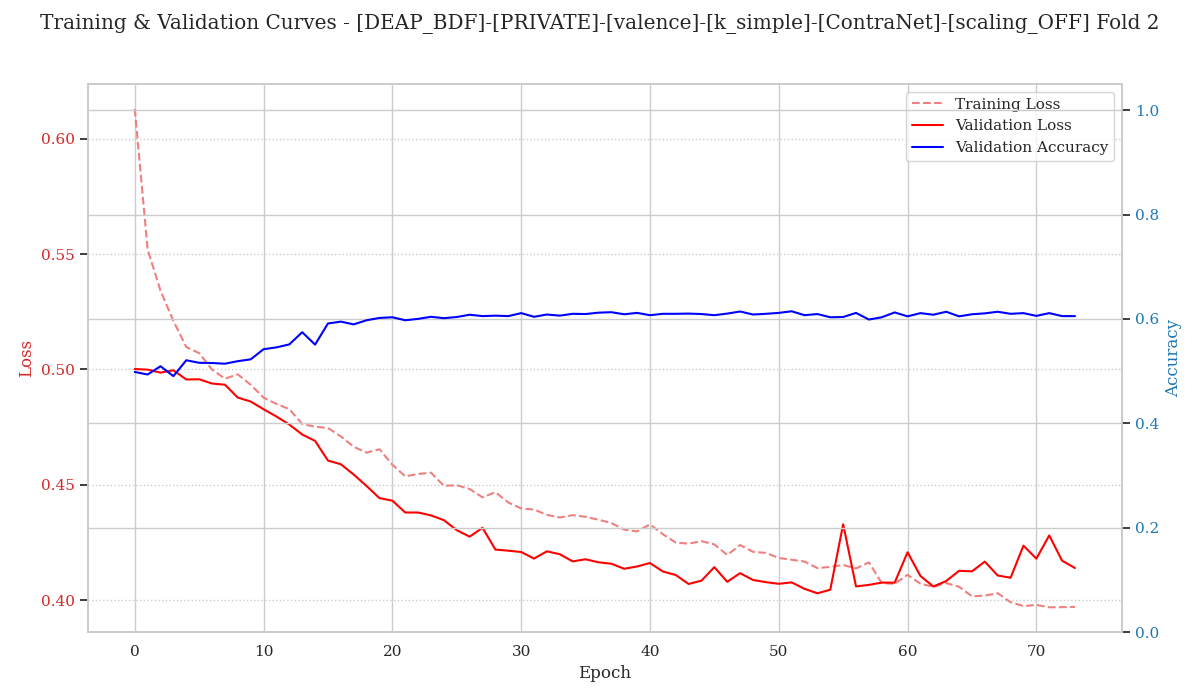 Training & Validation Curves - [DEAP_BDF]-[PRIVATE]-[valence]-[k_simple]-[ContraNet]-[scaling_OFF] Fold 2
Training Loss
Validation Loss
Validation Accuracy
0.60
0.55
0.50
0.45
0.40
Loss
1.0
0.8
0.6
0.4
0.2
0.0
Accuracy
0 10 20 30 40 50 60 70
Epoch